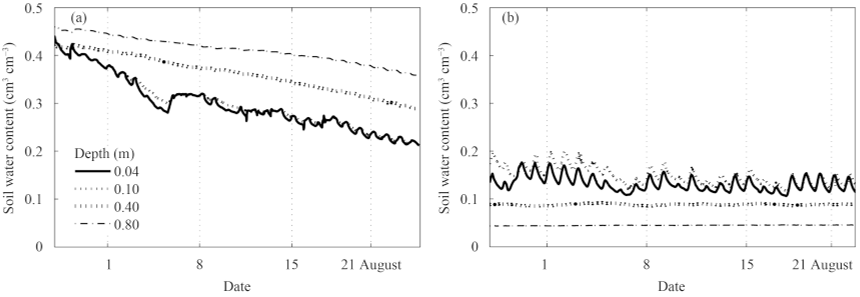 (a)
0.5
0.4
0.3
0.2
0.1
0
Soil water content (cm³ cm⁻³)
Depth (m)
0.04
0.10
0.40
0.80
1 8 15 21 August
Date
(b)
0.5
0.4
0.3
0.2
0.1
0
Soil water content (cm³ cm⁻³)
1 8 15 21 August
Date